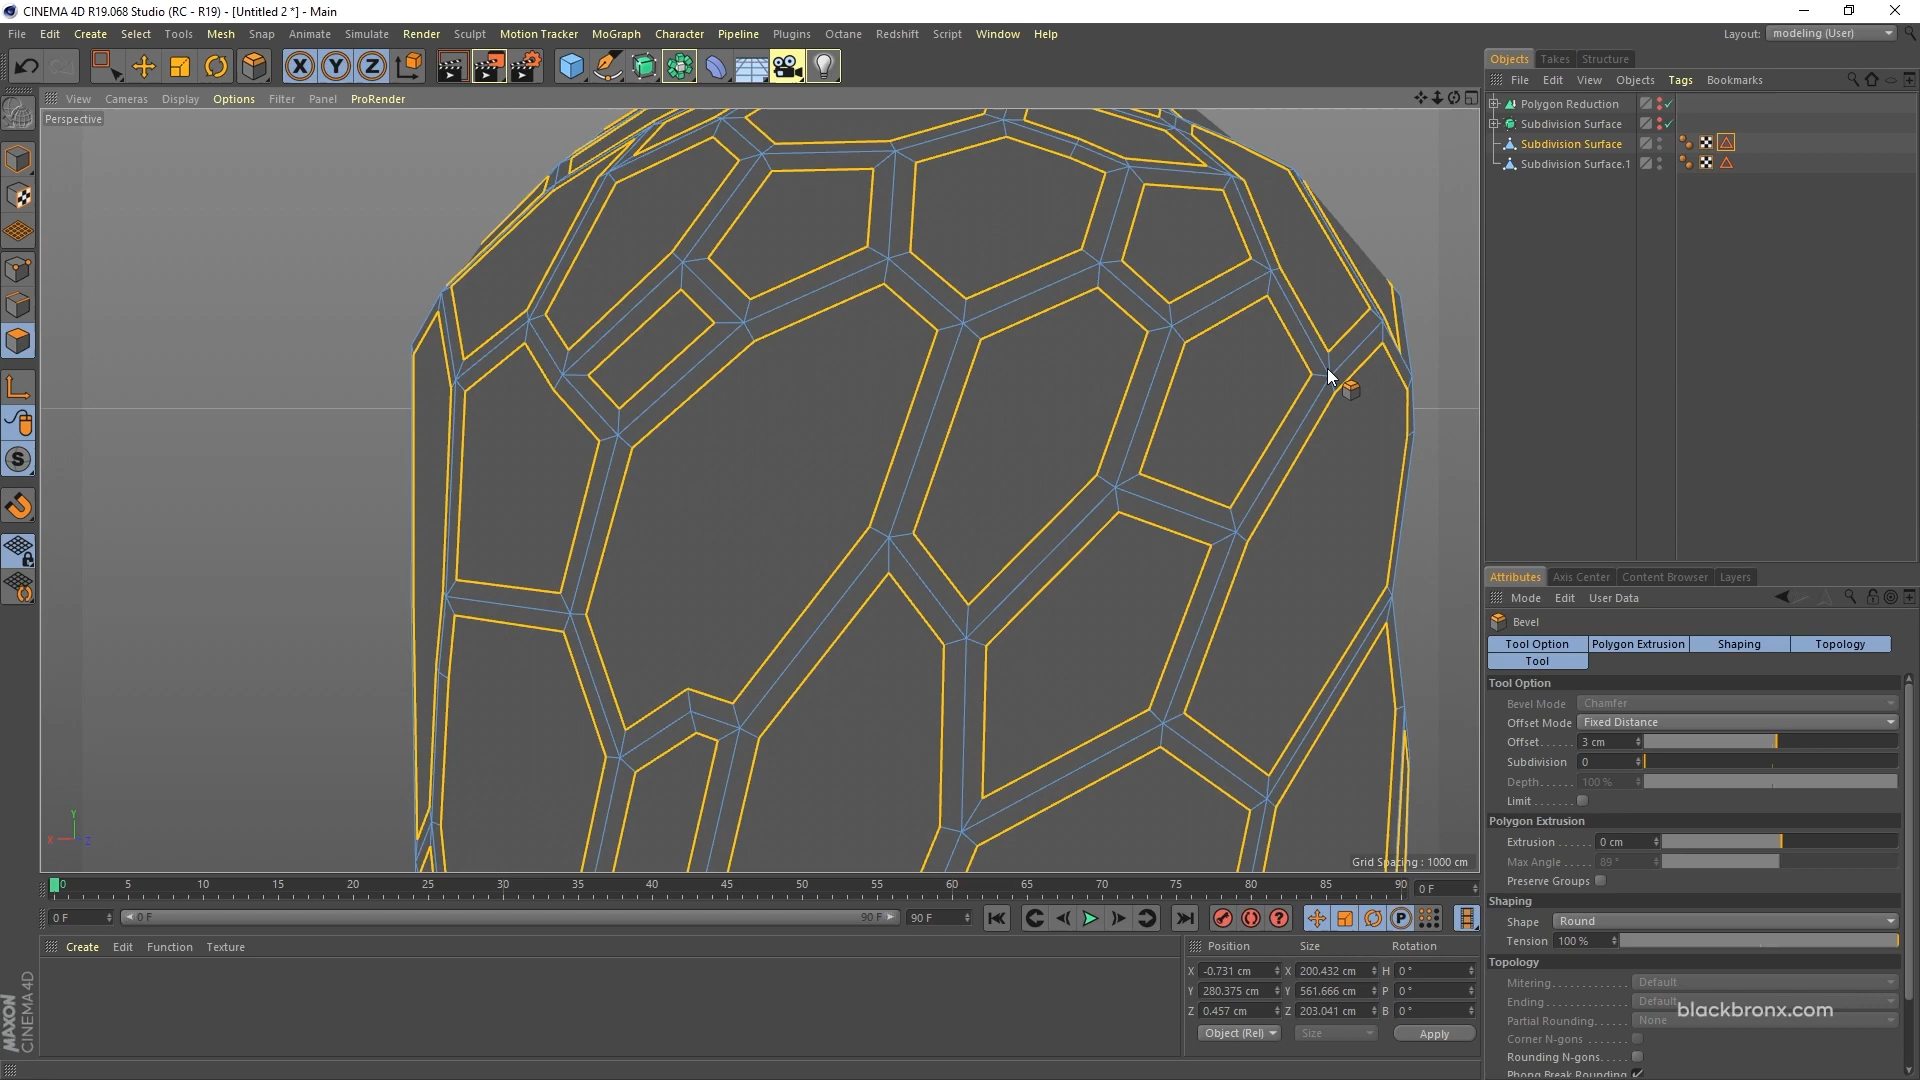 CINEMA 4D R19.068 Studio (RC - R19) - [Untitled 2 *] - Main
File Edit Create Select Tools Mesh Snap Animate Simulate Render Sculpt Motion Tracker MoGraph Character Pipeline Plugins Octane Redshift Script Window Help
Layout: modeling (User)
X Y Z
View Cameras Display Options Filter Panel ProRender
Perspective
Objects Takes Structure
File Edit View Objects Tags Bookmarks
Polygon Reduction
Subdivision Surface
Subdivision Surface
Subdivision Surface.1
Attributes Axis Center Content Browser Layers
Mode Edit User Data
Bevel
Tool Option Polygon Extrusion Shaping Topology
Tool
Tool Option
Bevel Mode Chamfer
Offset Mode Fixed Distance
Offset..... 3 cm
Subdivision 0
Depth..... 100 %
Limit.......
Polygon Extrusion
Extrusion..... 0 cm
Max Angle..... 89 °
Preserve Groups
Shaping
Shape Round
Tension 100 %
Topology
Mitering............. Default
Ending............. Default
Partial Rounding..... None
Corner N-gons.......
Rounding N-gons.....
Phong Break Rounding
blackbronx.com
S
Y
X Z
Grid Spacing : 1000 cm
0 5 10 15 20 25 30 35 40 45 50 55 60 65 70 75 80 85 90 0 F
0 F 0 F 90 F 90 F
P
Create Edit Function Texture
Position Size Rotation
X -0.731 cm X 200.432 cm H 0 °
Y 280.375 cm Y 561.666 cm P 0 °
Z 0.457 cm Z 203.041 cm B 0 °
Object (Rel) Size Apply
MAXON
CINEMA 4D